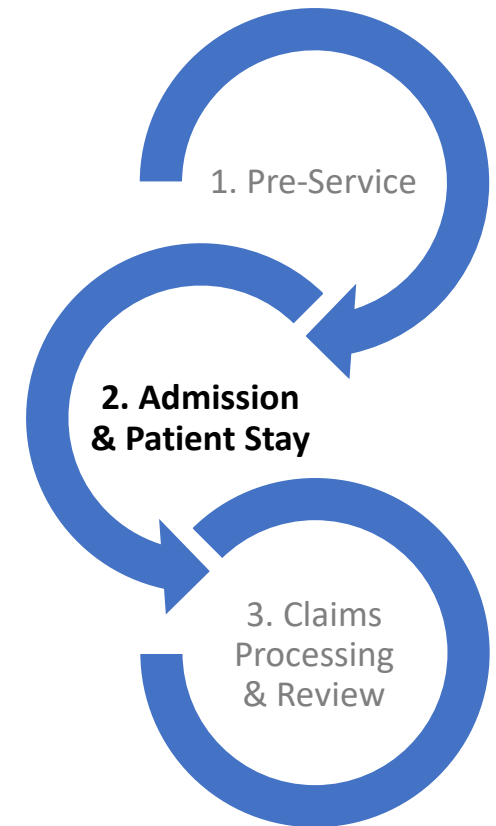 1. Pre-Service
2. Admission
& Patient Stay
3. Claims
Processing
& Review